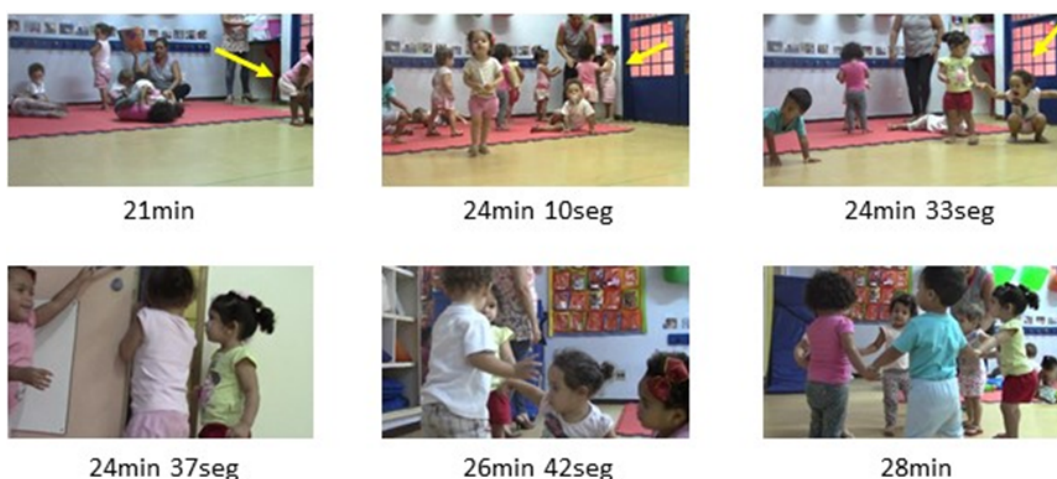 21min
24min 10seg
24min 33seg
24min 37seg
26min 42seg
28min